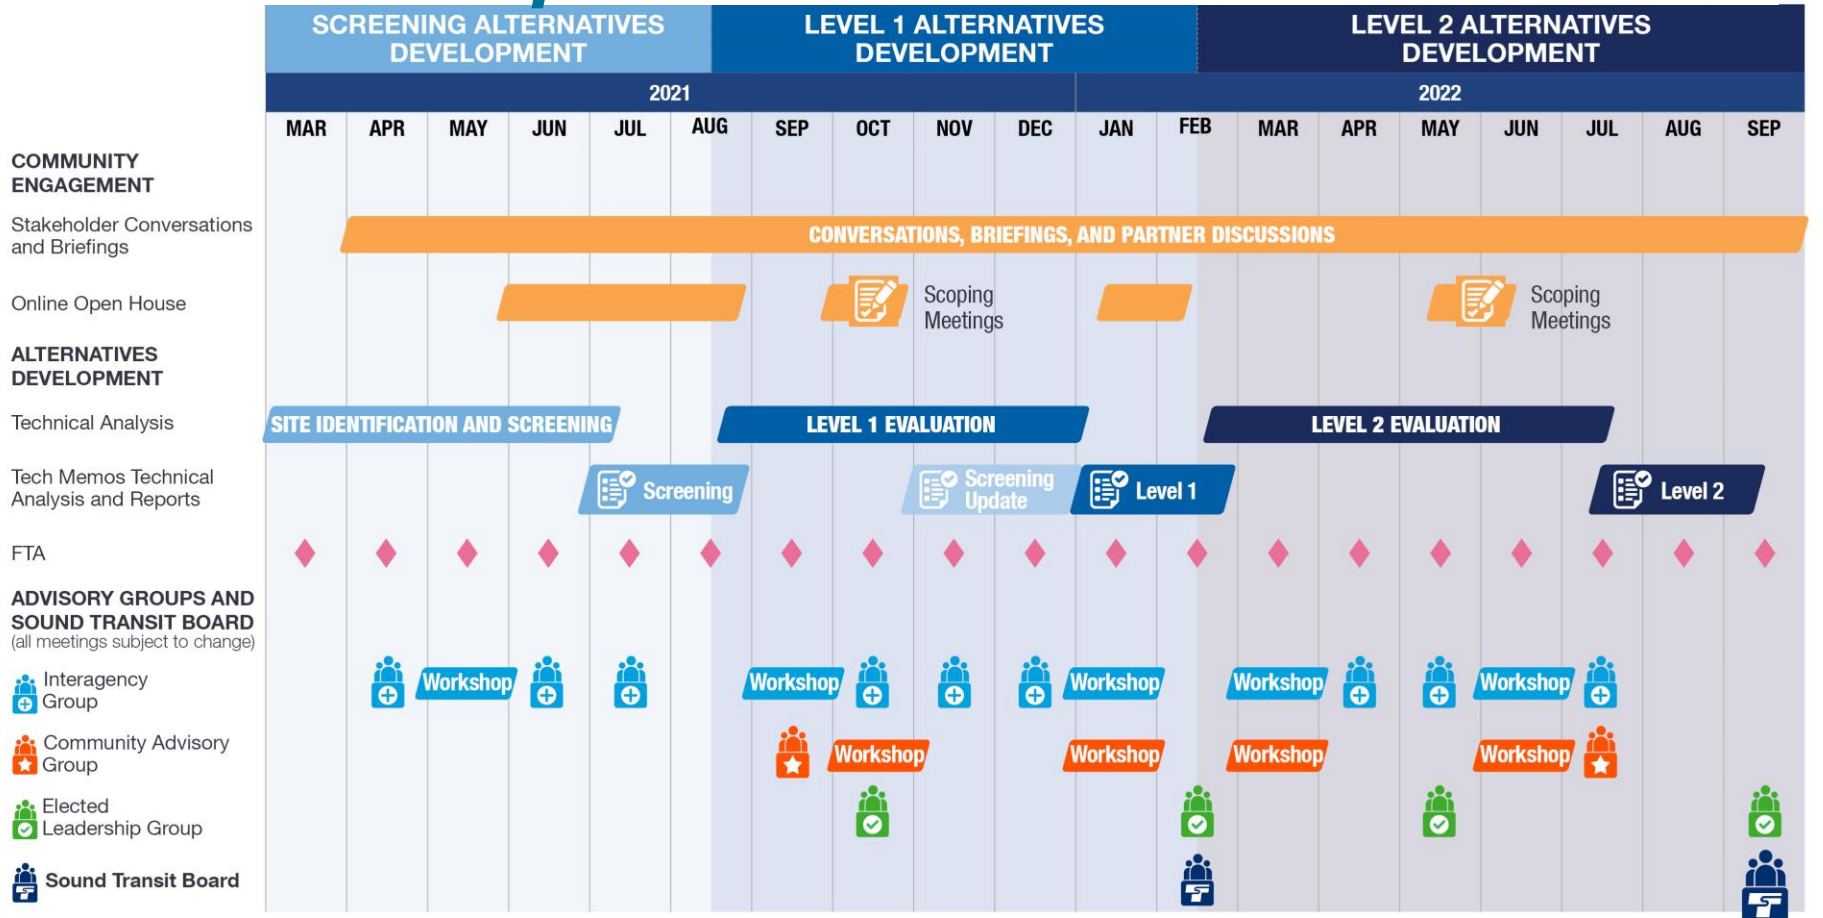 SCREENING ALTERNATIVES
DEVELOPMENT
LEVEL 1 ALTERNATIVES
DEVELOPMENT
LEVEL 2 ALTERNATIVES
DEVELOPMENT
2021
2022
MAR APR MAY JUN JUL AUG SEP OCT NOV DEC JAN FEB MAR APR MAY JUN JUL AUG SEP
COMMUNITY
ENGAGEMENT
Stakeholder Conversations
and Briefings
CONVERSATIONS, BRIEFINGS, AND PARTNER DISCUSSIONS
Online Open House
Scoping
Meetings
Scoping
Meetings
ALTERNATIVES
DEVELOPMENT
Technical Analysis
SITE IDENTIFICATION AND SCREENING
LEVEL 1 EVALUATION
LEVEL 2 EVALUATION
Tech Memos Technical
Analysis and Reports
Screening
Screening
Update
Level 1
Level 2
FTA
ADVISORY GROUPS AND
SOUND TRANSIT BOARD
(all meetings subject to change)
Interagency
Group
Workshop
Workshop
Workshop
Workshop
Workshop
Community Advisory
Group
Workshop
Workshop
Workshop
Workshop
Elected
Leadership Group
Sound Transit Board